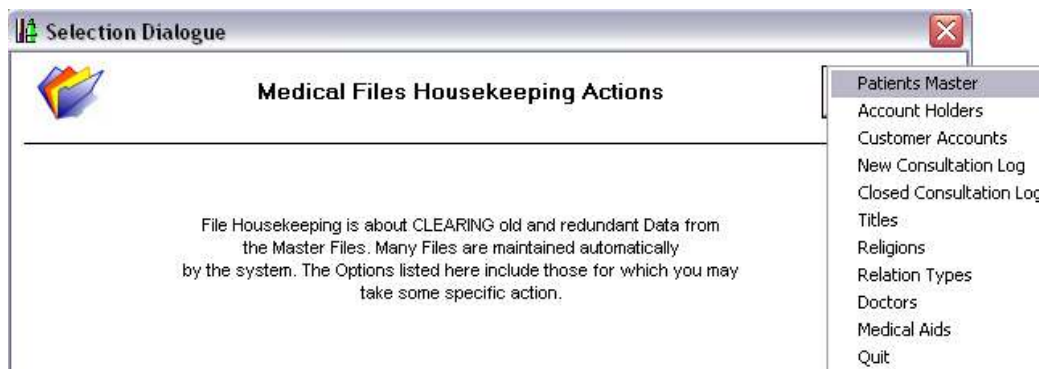 Selection Dialogue
Medical Files Housekeeping Actions
File Housekeeping is about CLEARING old and redundant Data from
the Master Files. Many Files are maintained automatically
by the system. The Options listed here include those for which you may
take some specific action.
Patients Master
Account Holders
Customer Accounts
New Consultation Log
Closed Consultation Log
Titles
Religions
Relation Types
Doctors
Medical Aids
Quit